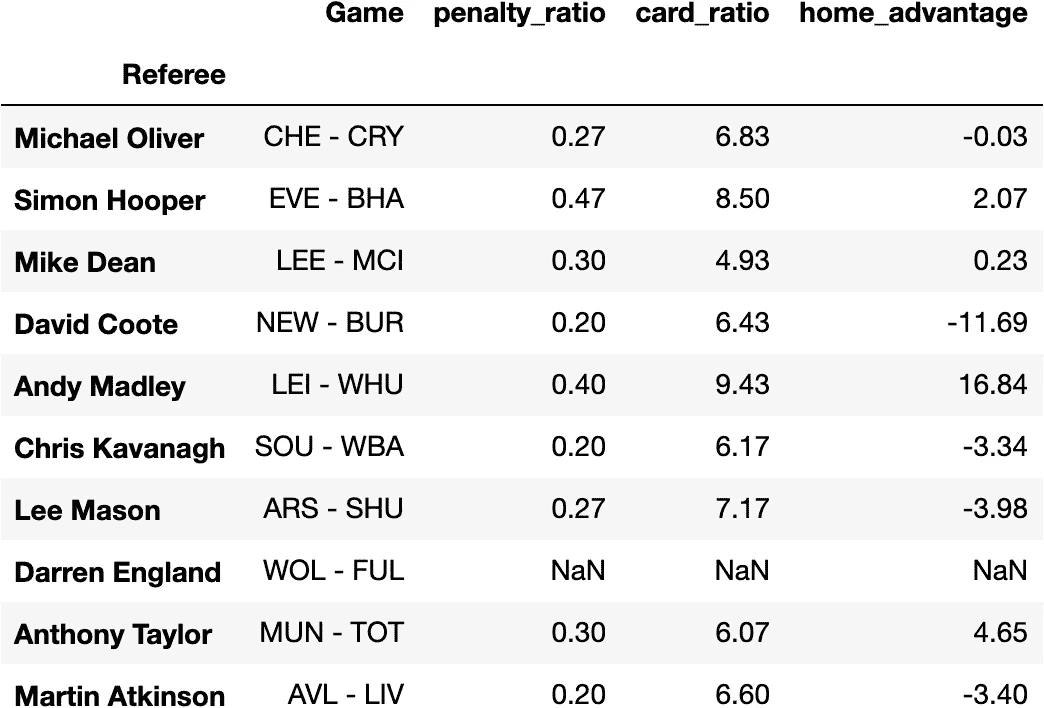 Game penalty_ratio card_ratio home_advantage
Referee
Michael Oliver CHE - CRY 0.27 6.83 -0.03
Simon Hooper EVE - BHA 0.47 8.50 2.07
Mike Dean LEE - MCI 0.30 4.93 0.23
David Coote NEW - BUR 0.20 6.43 -11.69
Andy Madley LEI - WHU 0.40 9.43 16.84
Chris Kavanagh SOU - WBA 0.20 6.17 -3.34
Lee Mason ARS - SHU 0.27 7.17 -3.98
Darren England WOL - FUL NaN NaN NaN
Anthony Taylor MUN - TOT 0.30 6.07 4.65
Martin Atkinson AVL - LIV 0.20 6.60 -3.40